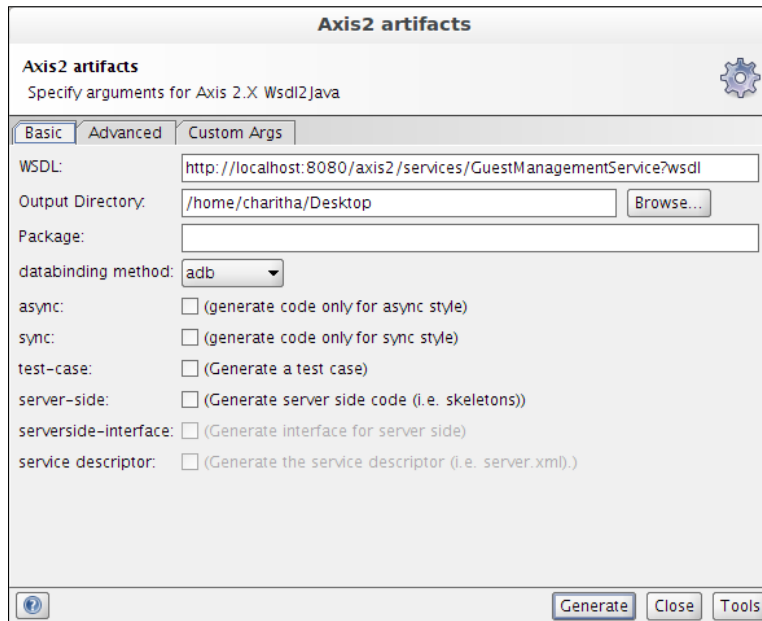 Axis2 artifacts
Axis2 artifacts
Specify arguments for Axis 2.X Wsdl2Java
Basic Advanced Custom Args
WSDL: http://localhost:8080/axis2/services/GuestManagementService?wsdl
Output Directory: /home/charitha/Desktop Browse...
Package:
databinding method: adb
async: (generate code only for async style)
sync: (generate code only for sync style)
test-case: (Generate a test case)
server-side: (Generate server side code (i.e. skeletons))
serverside-interface: (Generate interface for server side)
service descriptor: (Generate the service descriptor (i.e. server.xml).)
? Generate Close Tools